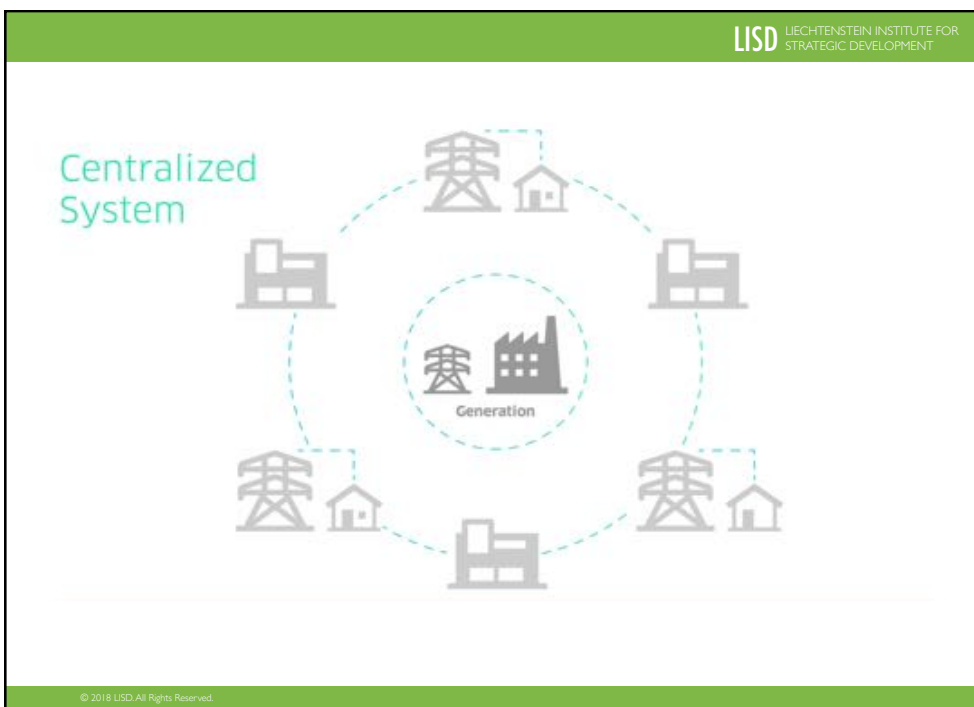 LISD LIECHTENSTEIN INSTITUTE FOR
STRATEGIC DEVELOPMENT
Centralized
System
Generation
© 2018 LISD. All Rights Reserved.